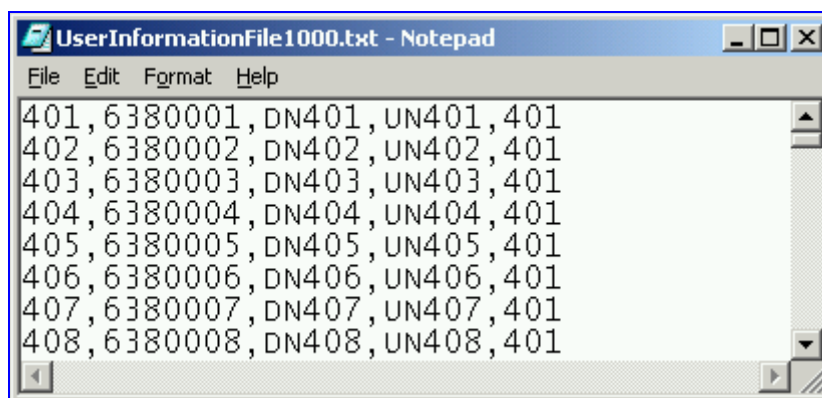 UserInformationFile1000.txt - Notepad
File Edit Format Help
401,6380001,DN401,UN401,401
402,6380002,DN402,UN402,401
403,6380003,DN403,UN403,401
404,6380004,DN404,UN404,401
405,6380005,DN405,UN405,401
406,6380006,DN406,UN406,401
407,6380007,DN407,UN407,401
408,6380008,DN408,UN408,401